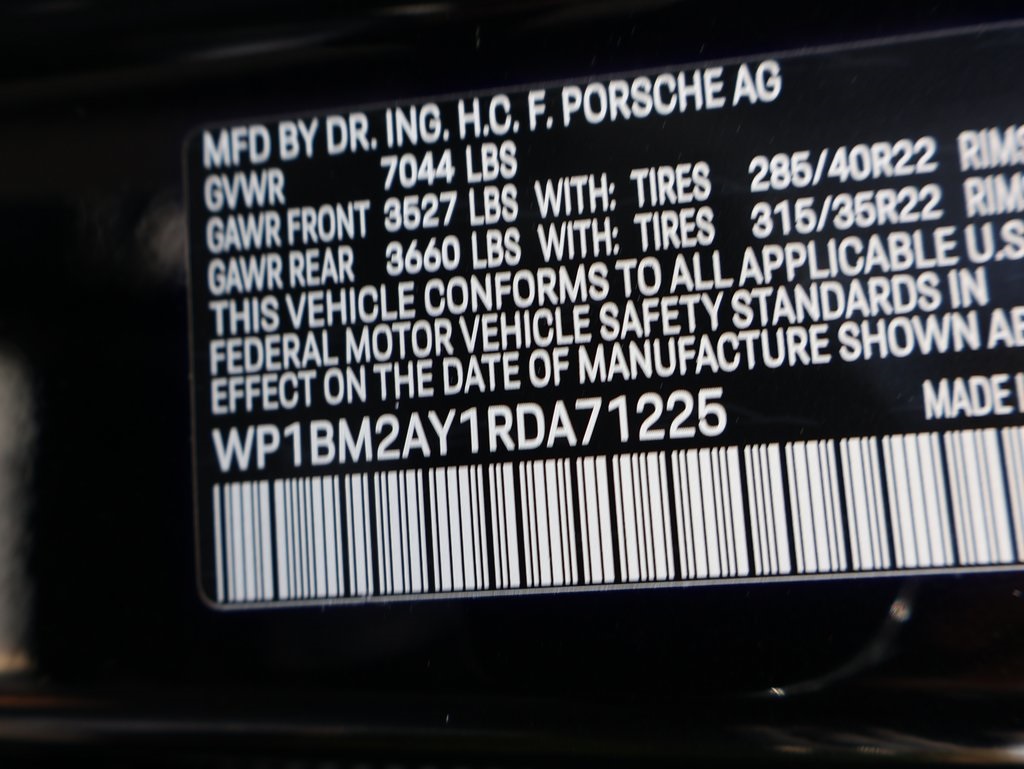 MFD BY DR. ING. H.C. F. PORSCHE AG
GVWR 7044 LBS
GAWR FRONT 3527 LBS WITH: TIRES 285/40R22 RIMS
GAWR REAR 3660 LBS WITH: TIRES 315/35R22 RIM
THIS VEHICLE CONFORMS TO ALL APPLICABLE U.S
FEDERAL MOTOR VEHICLE SAFETY STANDARDS IN
EFFECT ON THE DATE OF MANUFACTURE SHOWN AB
WP1BM2AY1RDA71225 MADE